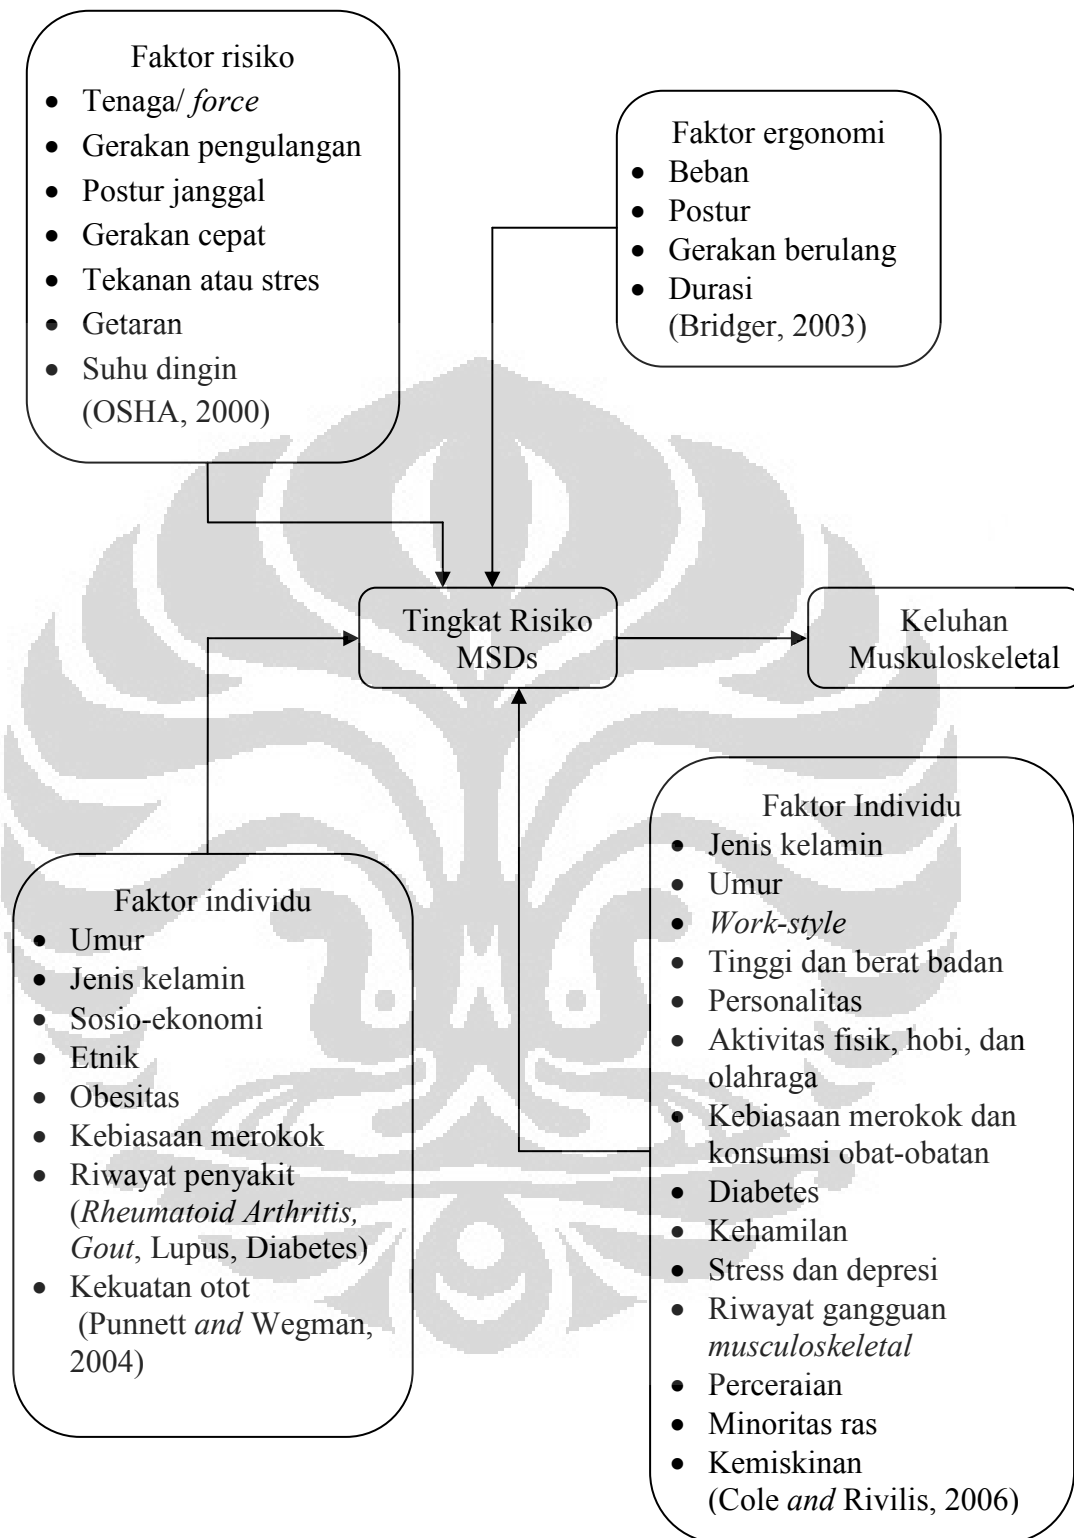 Faktor risiko
• Tenaga/ force
• Gerakan pengulangan
• Postur janggal
• Gerakan cepat
• Tekanan atau stres
• Getaran
• Suhu dingin
(OSHA, 2000)
Faktor ergonomi
• Beban
• Postur
• Gerakan berulang
• Durasi
(Bridger, 2003)
Tingkat Risiko
MSDs
Keluhan
Muskuloskeletal
Faktor individu
• Umur
• Jenis kelamin
• Sosio-ekonomi
• Etnik
• Obesitas
• Kebiasaan merokok
• Riwayat penyakit
(Rheumatoid Arthritis,
Gout, Lupus, Diabetes)
• Kekuatan otot
(Punnett and Wegman,
2004)
Faktor Individu
• Jenis kelamin
• Umur
• Work-style
• Tinggi dan berat badan
• Personalitas
• Aktivitas fisik, hobi, dan
olahraga
• Kebiasaan merokok dan
konsumsi obat-obatan
• Diabetes
• Kehamilan
• Stress dan depresi
• Riwayat gangguan
musculoskeletal
• Perceraian
• Minoritas ras
• Kemiskinan
(Cole and Rivilis, 2006)